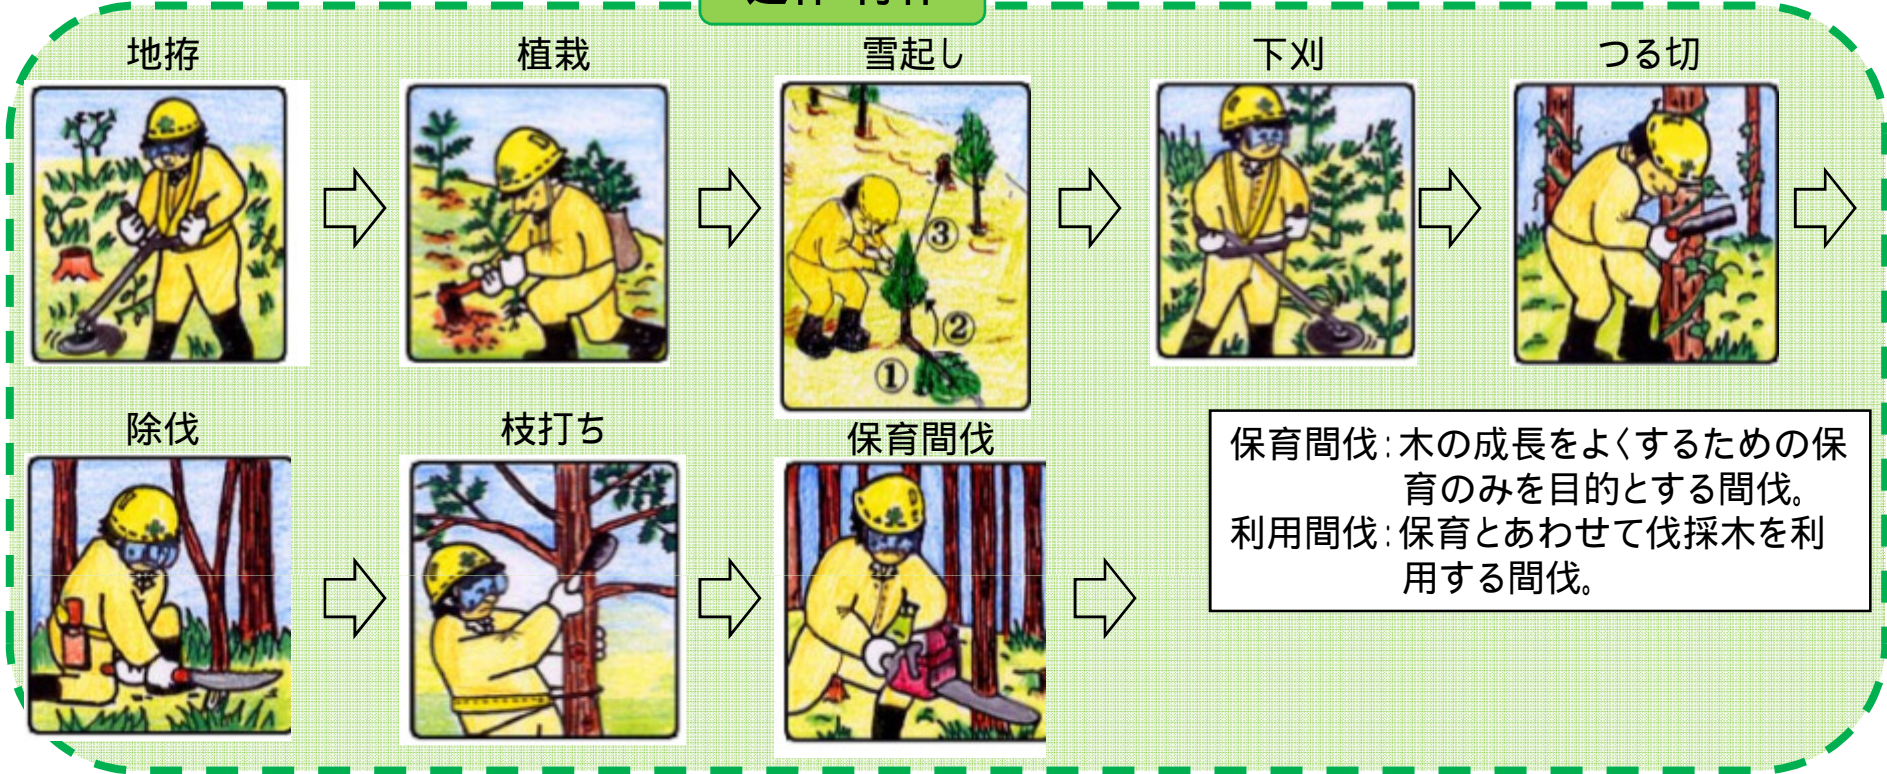 地拵
植栽
雪起し
下刈
つる切
③
②
①
除伐
枝打ち
保育間伐
保育間伐：木の成長をよくするための保
育のみを目的とする間伐。
利用間伐：保育とあわせて伐採木を利
用する間伐。